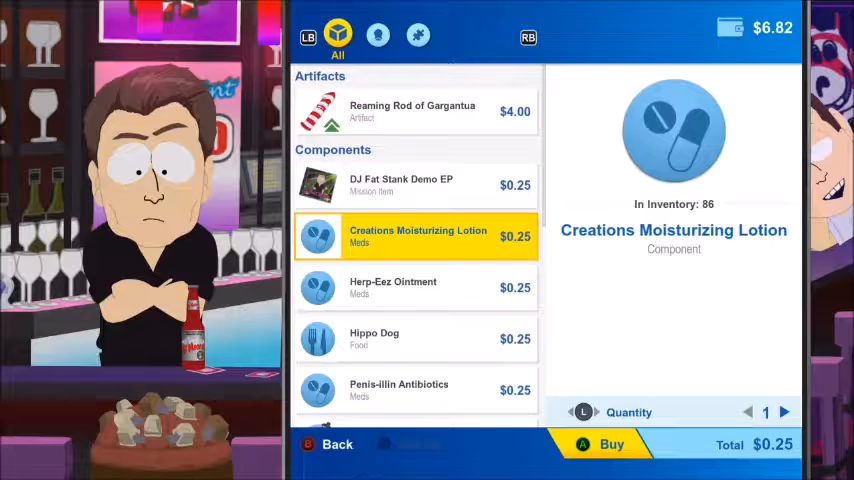 LB
RB
All
$6.82
Artifacts
Reaming Rod of Gargantua
Artifact
$4.00
Components
DJ Fat Stank Demo EP
Mission Item
$0.25
Creations Moisturizing Lotion
Meds
$0.25
Herp-Eez Ointment
Meds
$0.25
Hippo Dog
Food
$0.25
Penis-illin Antibiotics
Meds
$0.25
In Inventory: 86
Creations Moisturizing Lotion
Component
L
Quantity
1
B
Back
A
Buy
Total
$0.25